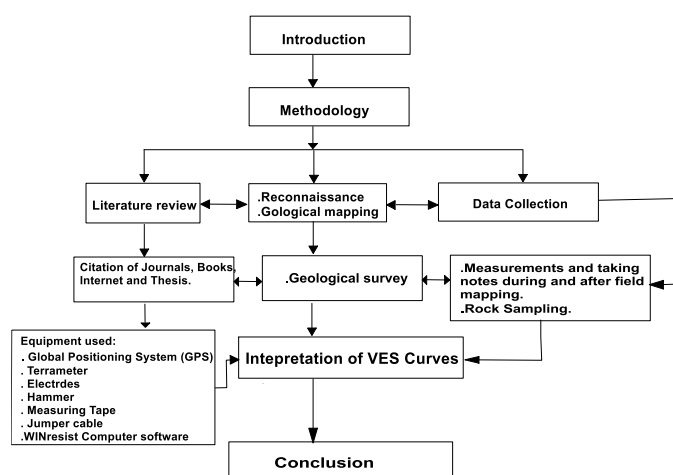 Introduction
Methodology
Literature review
.Reconnaissance
.Gological mapping
Data Collection
Citation of Journals, Books,
Internet and Thesis.
.Geological survey
.Measurements and taking
notes during and after field
mapping.
.Rock Sampling.
Equipment used:
. Global Positioning System (GPS)
. Terrameter
. Electrdes
. Hammer
. Measuring Tape
. Jumper cable
.WINresist Computer software
Intepretation of VES Curves
Conclusion